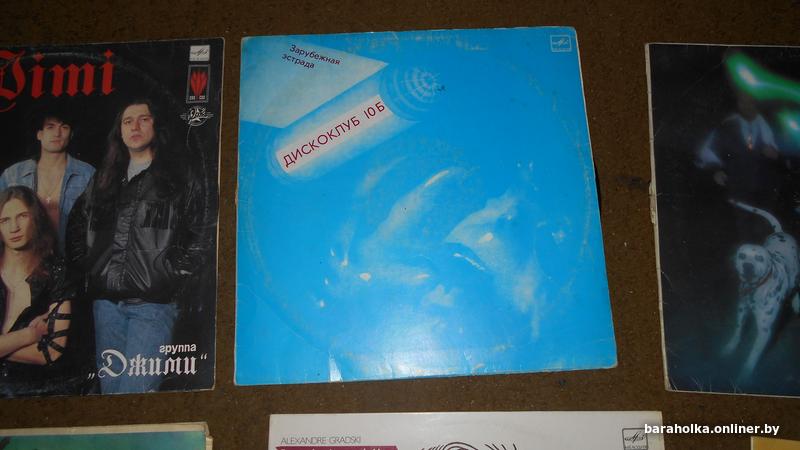 Jimi
группа
„Джими“
Зарубежная
эстрада
ДИСКОКЛУБ 10Б
ALEXANDRE GRADSKI
baraholka.onliner.by